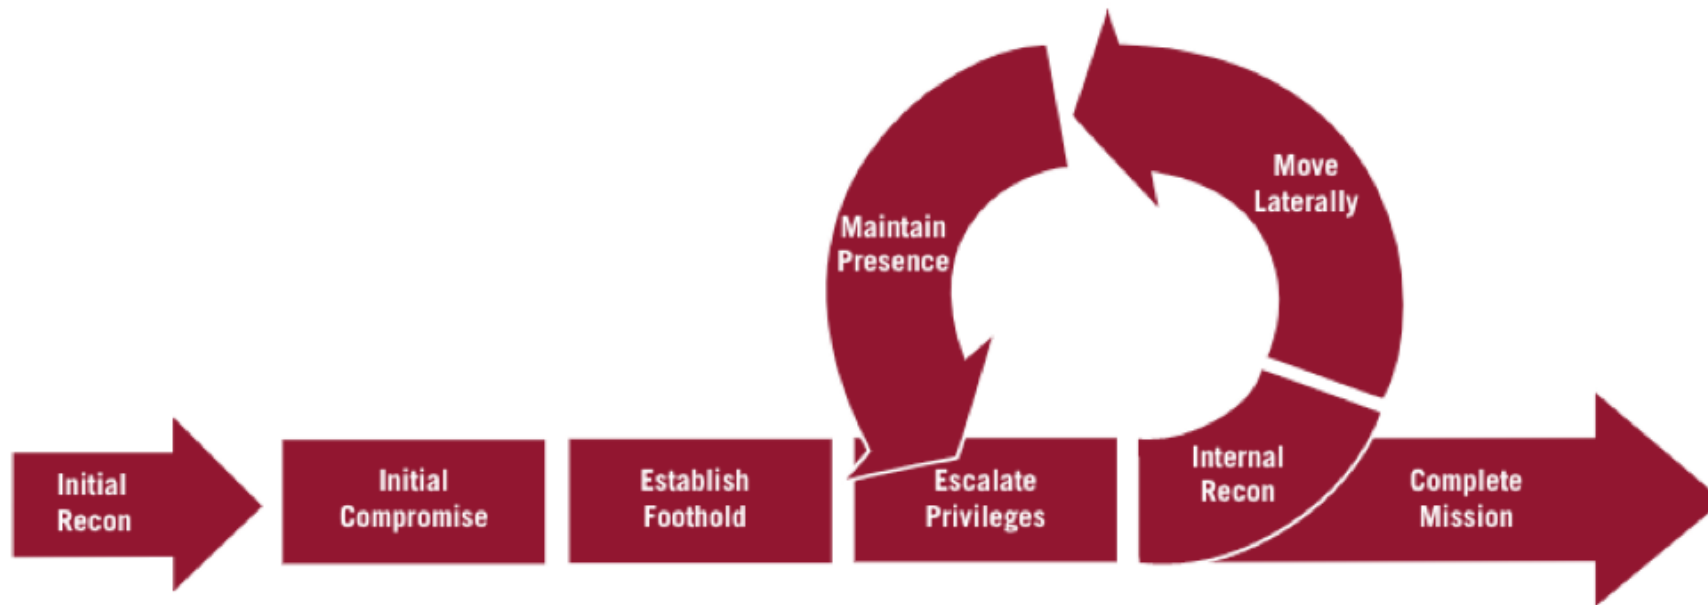 Initial
Recon
Initial
Compromise
Establish
Foothold
Escalate
Privileges
Internal
Recon
Move
Laterally
Maintain
Presence
Complete
Mission